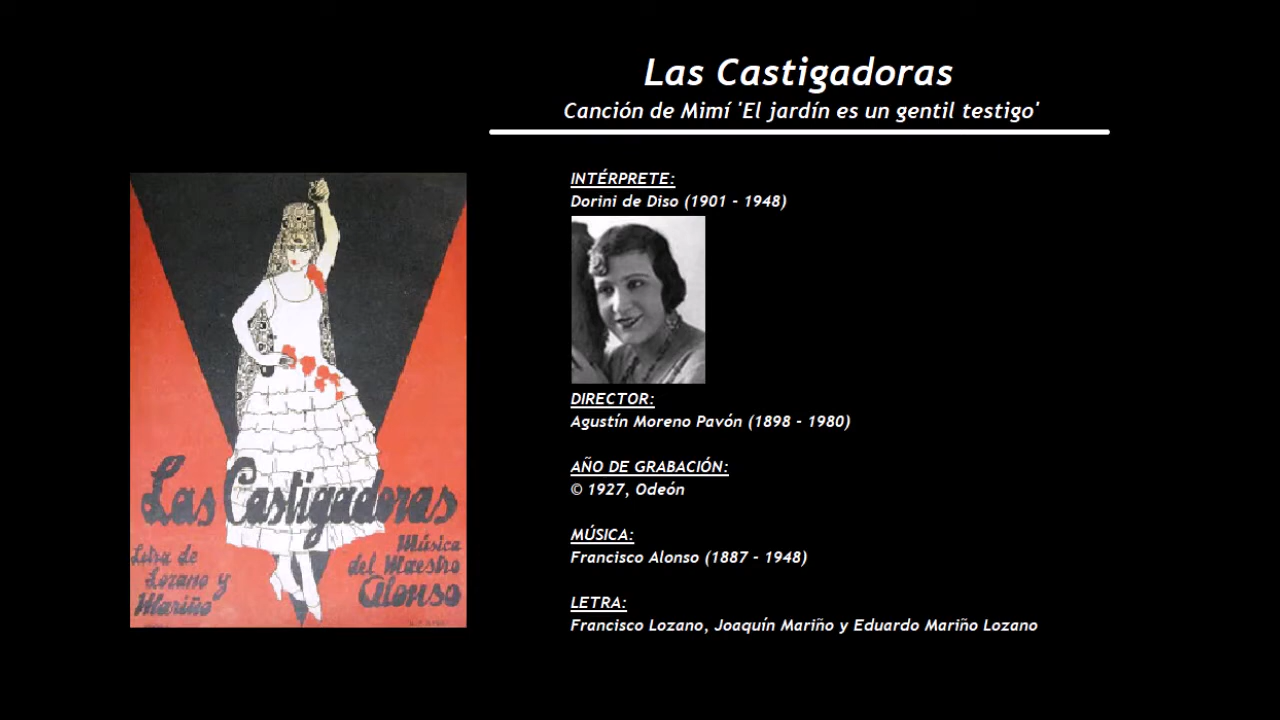 Las Castigadoras
Canción de Mimí 'El jardín es un gentil testigo'
INTÉRPRETE:
Dorini de Diso (1901 - 1948)
DIRECTOR:
Agustín Moreno Pavón (1898 - 1980)
AÑO DE GRABACIÓN:
© 1927, Odeón
MÚSICA:
Francisco Alonso (1887 - 1948)
LETRA:
Francisco Lozano, Joaquín Mariño y Eduardo Mariño Lozano
Las Castigadoras
Letra de
Lozano y
Mariño
Música
del Maestro
Alonso